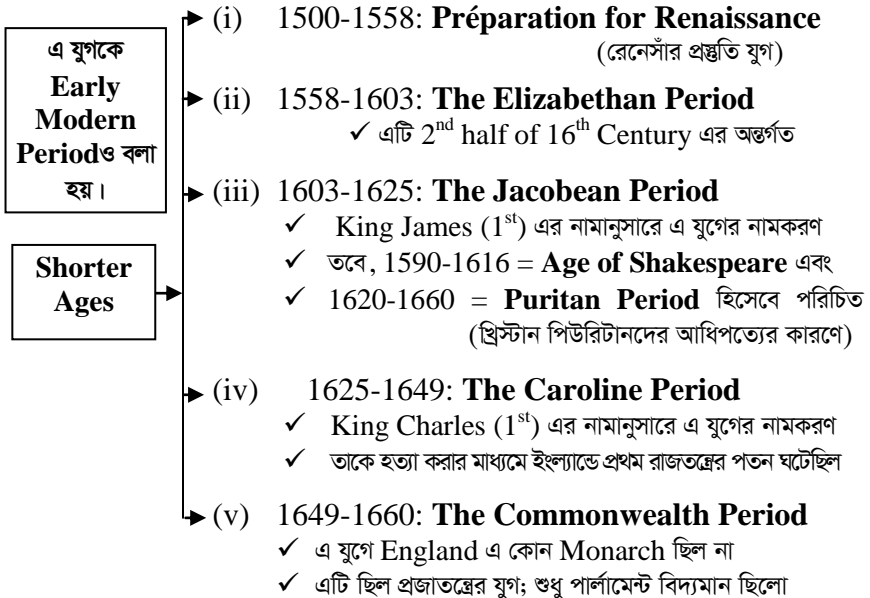 এ যুগকে
Early
Modern
Periodও বলা
হয়।
Shorter
Ages
(i) 1500-1558: Préparation for Renaissance
(রেনেসাঁর প্রস্তুতি যুগ)
(ii) 1558-1603: The Elizabethan Period
✓ এটি 2nd half of 16th Century এর অন্তর্গত
(iii) 1603-1625: The Jacobean Period
✓ King James (1st) এর নামানুসারে এ যুগের নামকরণ
✓ তবে, 1590-1616 = Age of Shakespeare এবং
✓ 1620-1660 = Puritan Period হিসেবে পরিচিত
(খ্রিস্টান পিউরিটানদের আধিপত্যের কারণে)
(iv) 1625-1649: The Caroline Period
✓ King Charles (1st) এর নামানুসারে এ যুগের নামকরণ
✓ তাকে হত্যা করার মাধ্যমে ইংল্যান্ডে প্রথম রাজতন্ত্রের পতন ঘটেছিল
(v) 1649-1660: The Commonwealth Period
✓ এ যুগে England এ কোন Monarch ছিল না
✓ এটি ছিল প্রজাতন্ত্রের যুগ; শুধু পার্লামেন্ট বিদ্যমান ছিলো